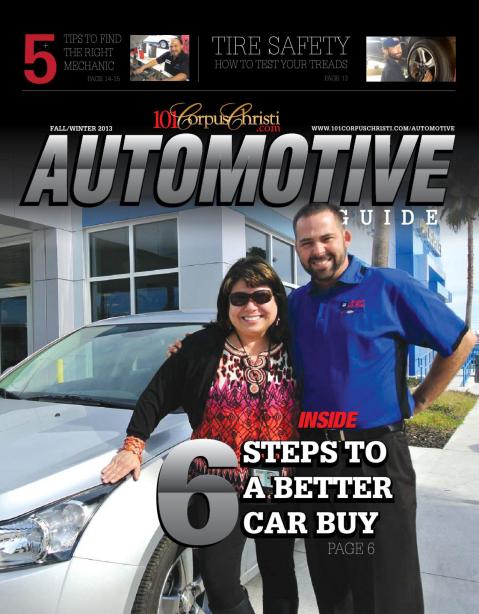 5+
TIPS TO FIND
THE RIGHT
MECHANIC
PAGE 14-15
TIRE SAFETY
HOW TO TEST YOUR TREADS
PAGE 13
101CorpusChristi
.com
FALL/WINTER 2013
WWW.101CORPUSCHRISTI.COM/AUTOMOTIVE
AUTOMOTIVE
GUIDE
INSIDE
6
STEPS TO
A BETTER
CAR BUY
PAGE 6